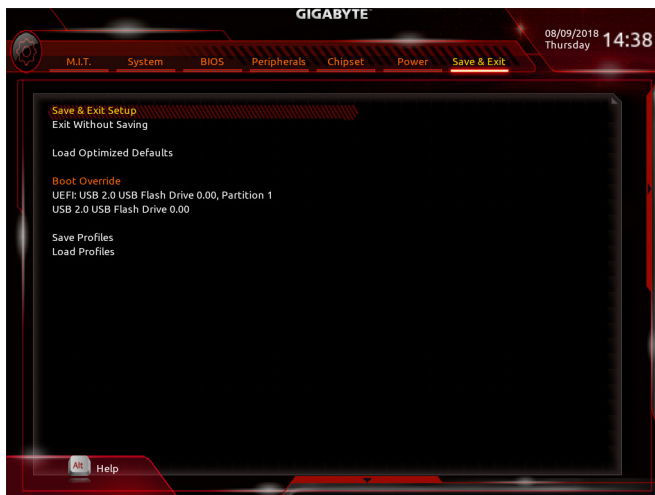 GIGABYTE™
08/09/2018 14:38
Thursday
M.I.T. System BIOS Peripherals Chipset Power Save & Exit
Save & Exit Setup
Exit Without Saving
Load Optimized Defaults
Boot Override
UEFI: USB 2.0 USB Flash Drive 0.00, Partition 1
USB 2.0 USB Flash Drive 0.00
Save Profiles
Load Profiles
Alt Help